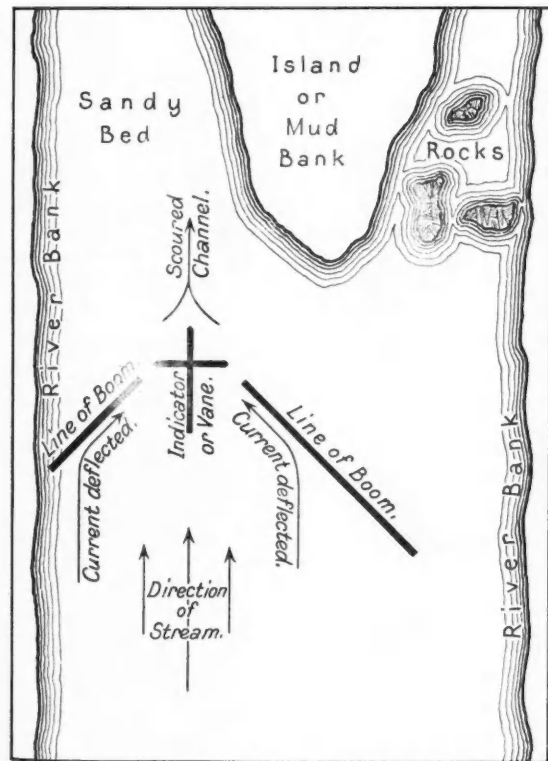 Sandy
Bed
Island
or
Mud
Bank
Rocks
River Bank
Scoured
Channel.
Line of Boom.
Indicator
or Vane.
Line of Boom.
Current deflected.
Current deflected.
Direction
of
Stream.
River Bank